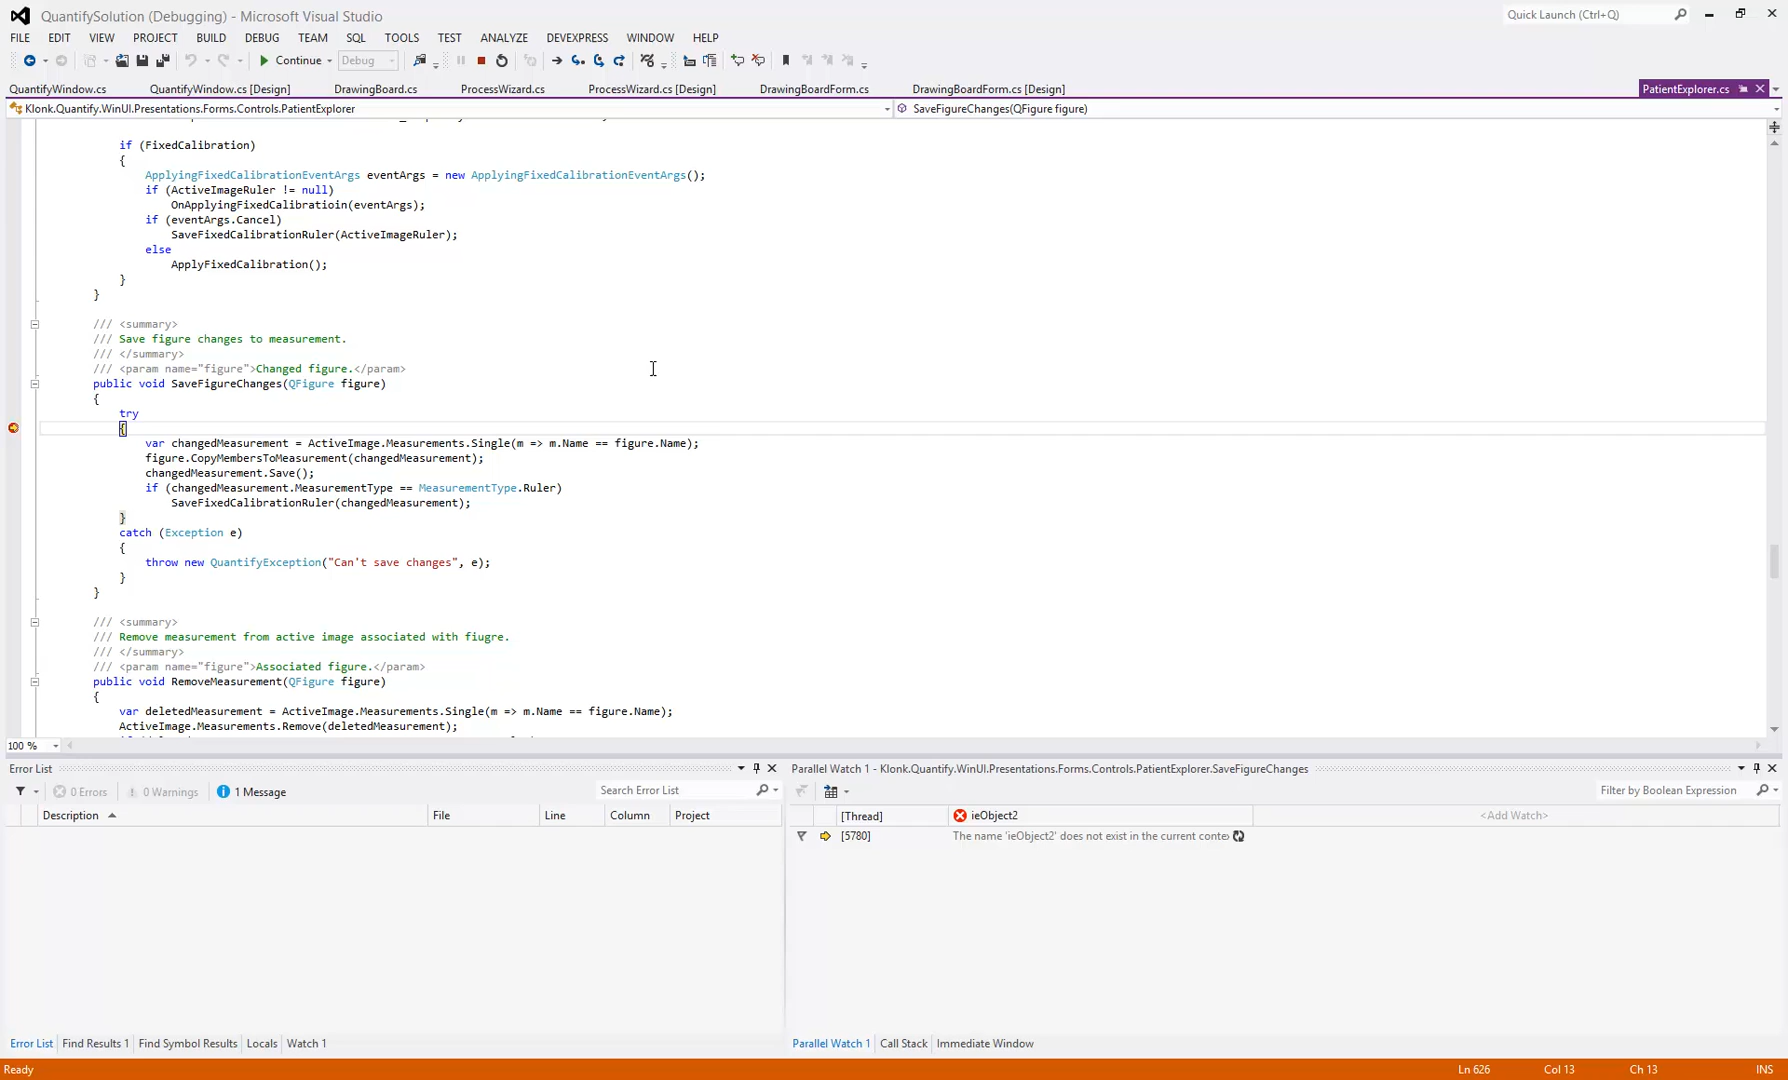 QuantifySolution (Debugging) - Microsoft Visual Studio
Quick Launch (Ctrl+Q)
FILE EDIT VIEW PROJECT BUILD DEBUG TEAM SQL TOOLS TEST ANALYZE DEVEXPRESS WINDOW HELP
Continue Debug
QuantifyWindow.cs QuantifyWindow.cs [Design] DrawingBoard.cs ProcessWizard.cs ProcessWizard.cs [Design] DrawingBoardForm.cs DrawingBoardForm.cs [Design] PatientExplorer.cs
Klonk.Quantify.WinUI.Presentations.Forms.Controls.PatientExplorer SaveFigureChanges(QFigure figure)
if (FixedCalibration)
{
ApplyingFixedCalibrationEventArgs eventArgs = new ApplyingFixedCalibrationEventArgs();
if (ActiveImageRuler != null)
OnApplyingFixedCalibratioin(eventArgs);
if (eventArgs.Cancel)
SaveFixedCalibrationRuler(ActiveImageRuler);
else
ApplyFixedCalibration();
}
}
/// <summary>
/// Save figure changes to measurement.
/// </summary>
/// <param name="figure">Changed figure.</param>
public void SaveFigureChanges(QFigure figure)
{
try
{
var changedMeasurement = ActiveImage.Measurements.Single(m => m.Name == figure.Name);
figure.CopyMembersToMeasurement(changedMeasurement);
changedMeasurement.Save();
if (changedMeasurement.MeasurementType == MeasurementType.Ruler)
SaveFixedCalibrationRuler(changedMeasurement);
}
catch (Exception e)
{
throw new QuantifyException("Can't save changes", e);
}
}
/// <summary>
/// Remove measurement from active image associated with fiugre.
/// </summary>
/// <param name="figure">Associated figure.</param>
public void RemoveMeasurement(QFigure figure)
{
var deletedMeasurement = ActiveImage.Measurements.Single(m => m.Name == figure.Name);
ActiveImage.Measurements.Remove(deletedMeasurement);
100 %
Error List
0 Errors 0 Warnings 1 Message Search Error List
Description File Line Column Project
Parallel Watch 1 - Klonk.Quantify.WinUI.Presentations.Forms.Controls.PatientExplorer.SaveFigureChanges
Filter by Boolean Expression
[Thread] ieObject2 <Add Watch>
[5780] The name 'ieObject2' does not exist in the current conte
Error List Find Results 1 Find Symbol Results Locals Watch 1
Parallel Watch 1 Call Stack Immediate Window
Ready Ln 626 Col 13 Ch 13 INS